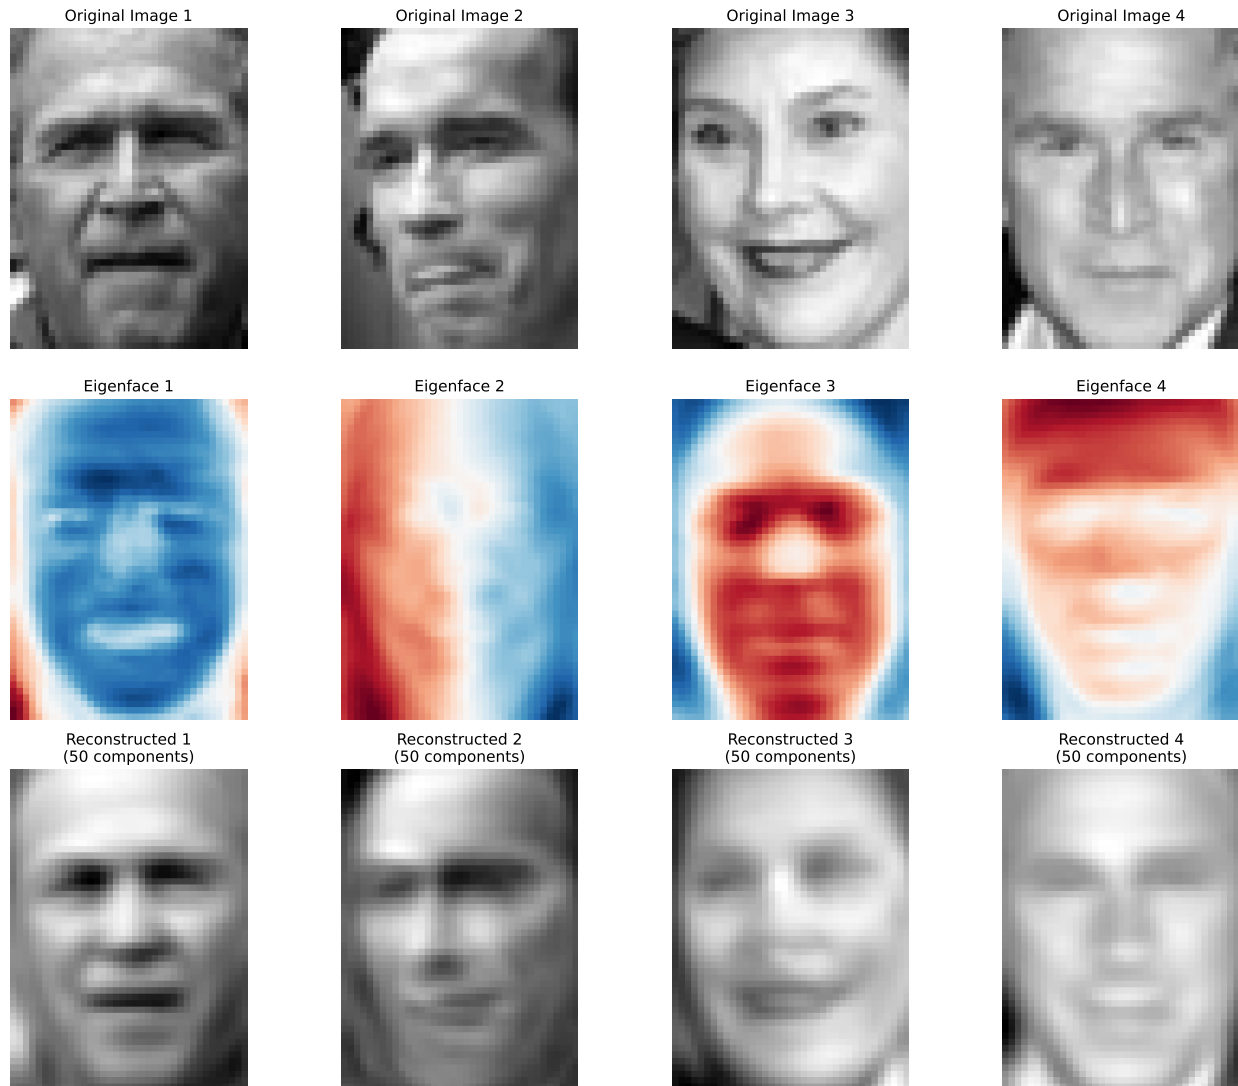 Original Image 1
Original Image 2
Original Image 3
Original Image 4
Eigenface 1
Eigenface 2
Eigenface 3
Eigenface 4
Reconstructed 1
(50 components)
Reconstructed 2
(50 components)
Reconstructed 3
(50 components)
Reconstructed 4
(50 components)